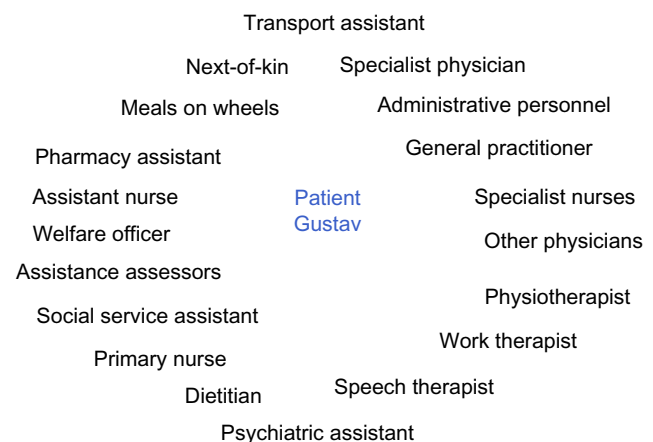 Transport assistant
Next-of-kin
Specialist physician
Meals on wheels
Administrative personnel
Pharmacy assistant
General practitioner
Assistant nurse
Patient
Gustav
Specialist nurses
Welfare officer
Other physicians
Assistance assessors
Physiotherapist
Social service assistant
Work therapist
Primary nurse
Dietitian
Speech therapist
Psychiatric assistant